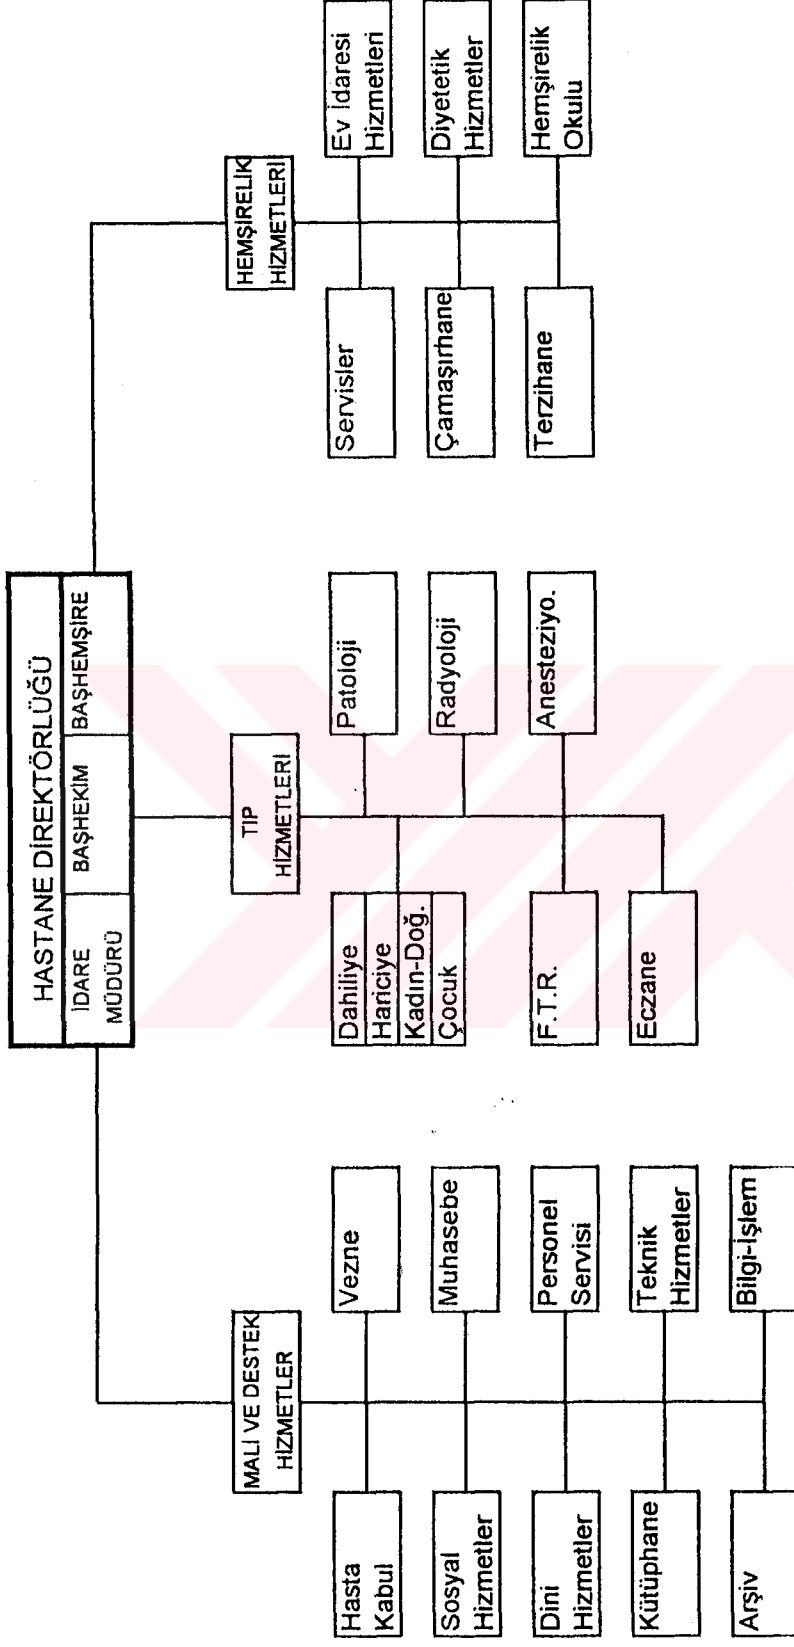 HASTANE DİREKTÖRLÜĞÜ
İDARE
MÜDÜRÜ
BAŞHEKİM
BAŞHEMŞİRE
MALİ VE DESTEK
HİZMETLER
Hasta
Kabul
Vezne
Sosyal
Hizmetler
Muhasebe
Dini
Hizmetler
Personel
Servisi
Kütüphane
Teknik
Hizmetler
Arşiv
Bilgi-İşlem
TIP
HİZMETLERİ
Dahiliye
Hariciye
Kadın-Doğ.
Çocuk
Patoloji
Radyoloji
F.T.R.
Anesteziyo.
Eczane
HEMŞİRELİK
HİZMETLERİ
Servisler
Ev İdaresi
Hizmetleri
Çamaşırhane
Diyetetik
Hizmetler
Terzihane
Hemşirelik
Okulu